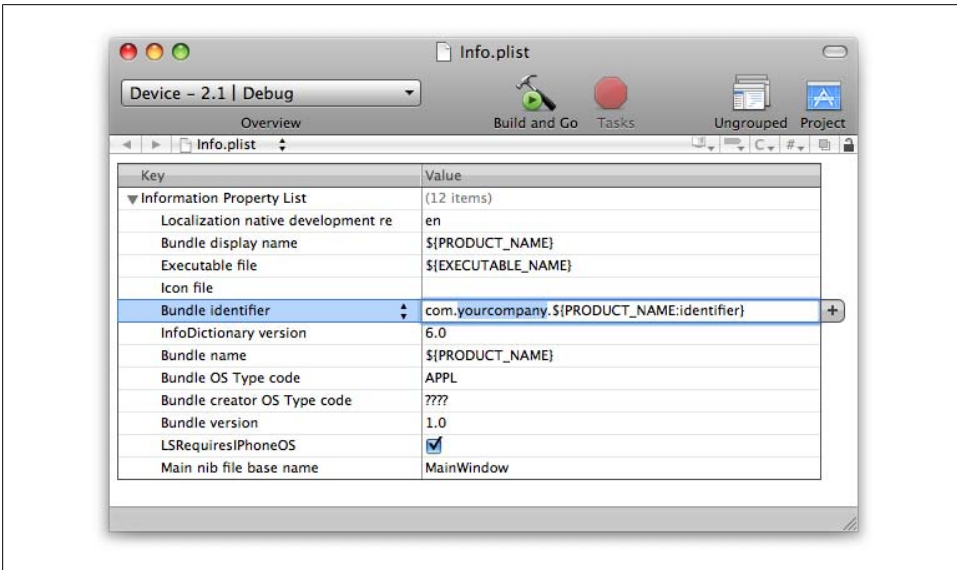 Info.plist
Device – 2.1 | Debug
Overview
Build and Go
Tasks
Ungrouped
Project
Info.plist
C
#
Key Value
Information Property List (12 items)
Localization native development re en
Bundle display name ${PRODUCT_NAME}
Executable file ${EXECUTABLE_NAME}
Icon file
Bundle identifier com.yourcompany.${PRODUCT_NAME:identifier}
InfoDictionary version 6.0
Bundle name ${PRODUCT_NAME}
Bundle OS Type code APPL
Bundle creator OS Type code ????
Bundle version 1.0
LSRequiresIPhoneOS
Main nib file base name MainWindow